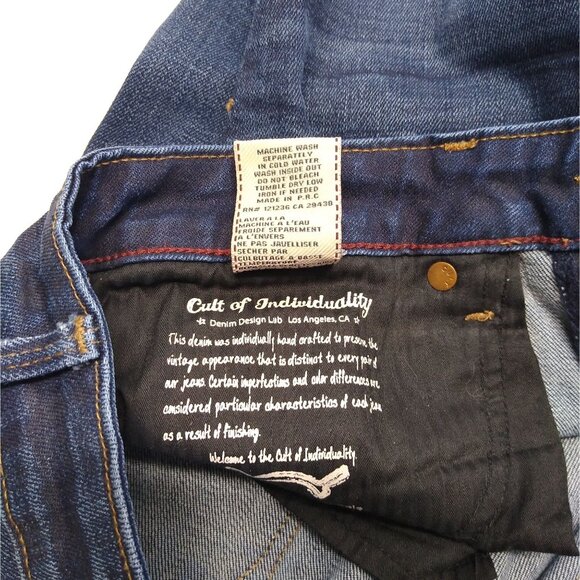 MACHINE WASH
SEPARATELY
IN COLD WATER
WASH INSIDE OUT
DO NOT BLEACH
TUMBLE DRY LOW
IRON IF NEEDED
MADE IN P.R.C
RN# 121236 CA 29438
LAVER A LA
MACHINE A L'EAU
FROIDE SEPAREMENT
A L'ENVERS
NE PAS JAVELLISER
SECHER PAR
CULBUTAGE A BASSE
TEMPERATURE
Cult of Individuality
Denim Design Lab Los Angeles, CA
This denim was individually hand crafted to preserve the
vintage appearance that is distinct to every pair of
our jeans. Certain imperfections and color differences are
considered particular characteristics of each jean
as a result of finishing.
Welcome to the Cult of Individuality.